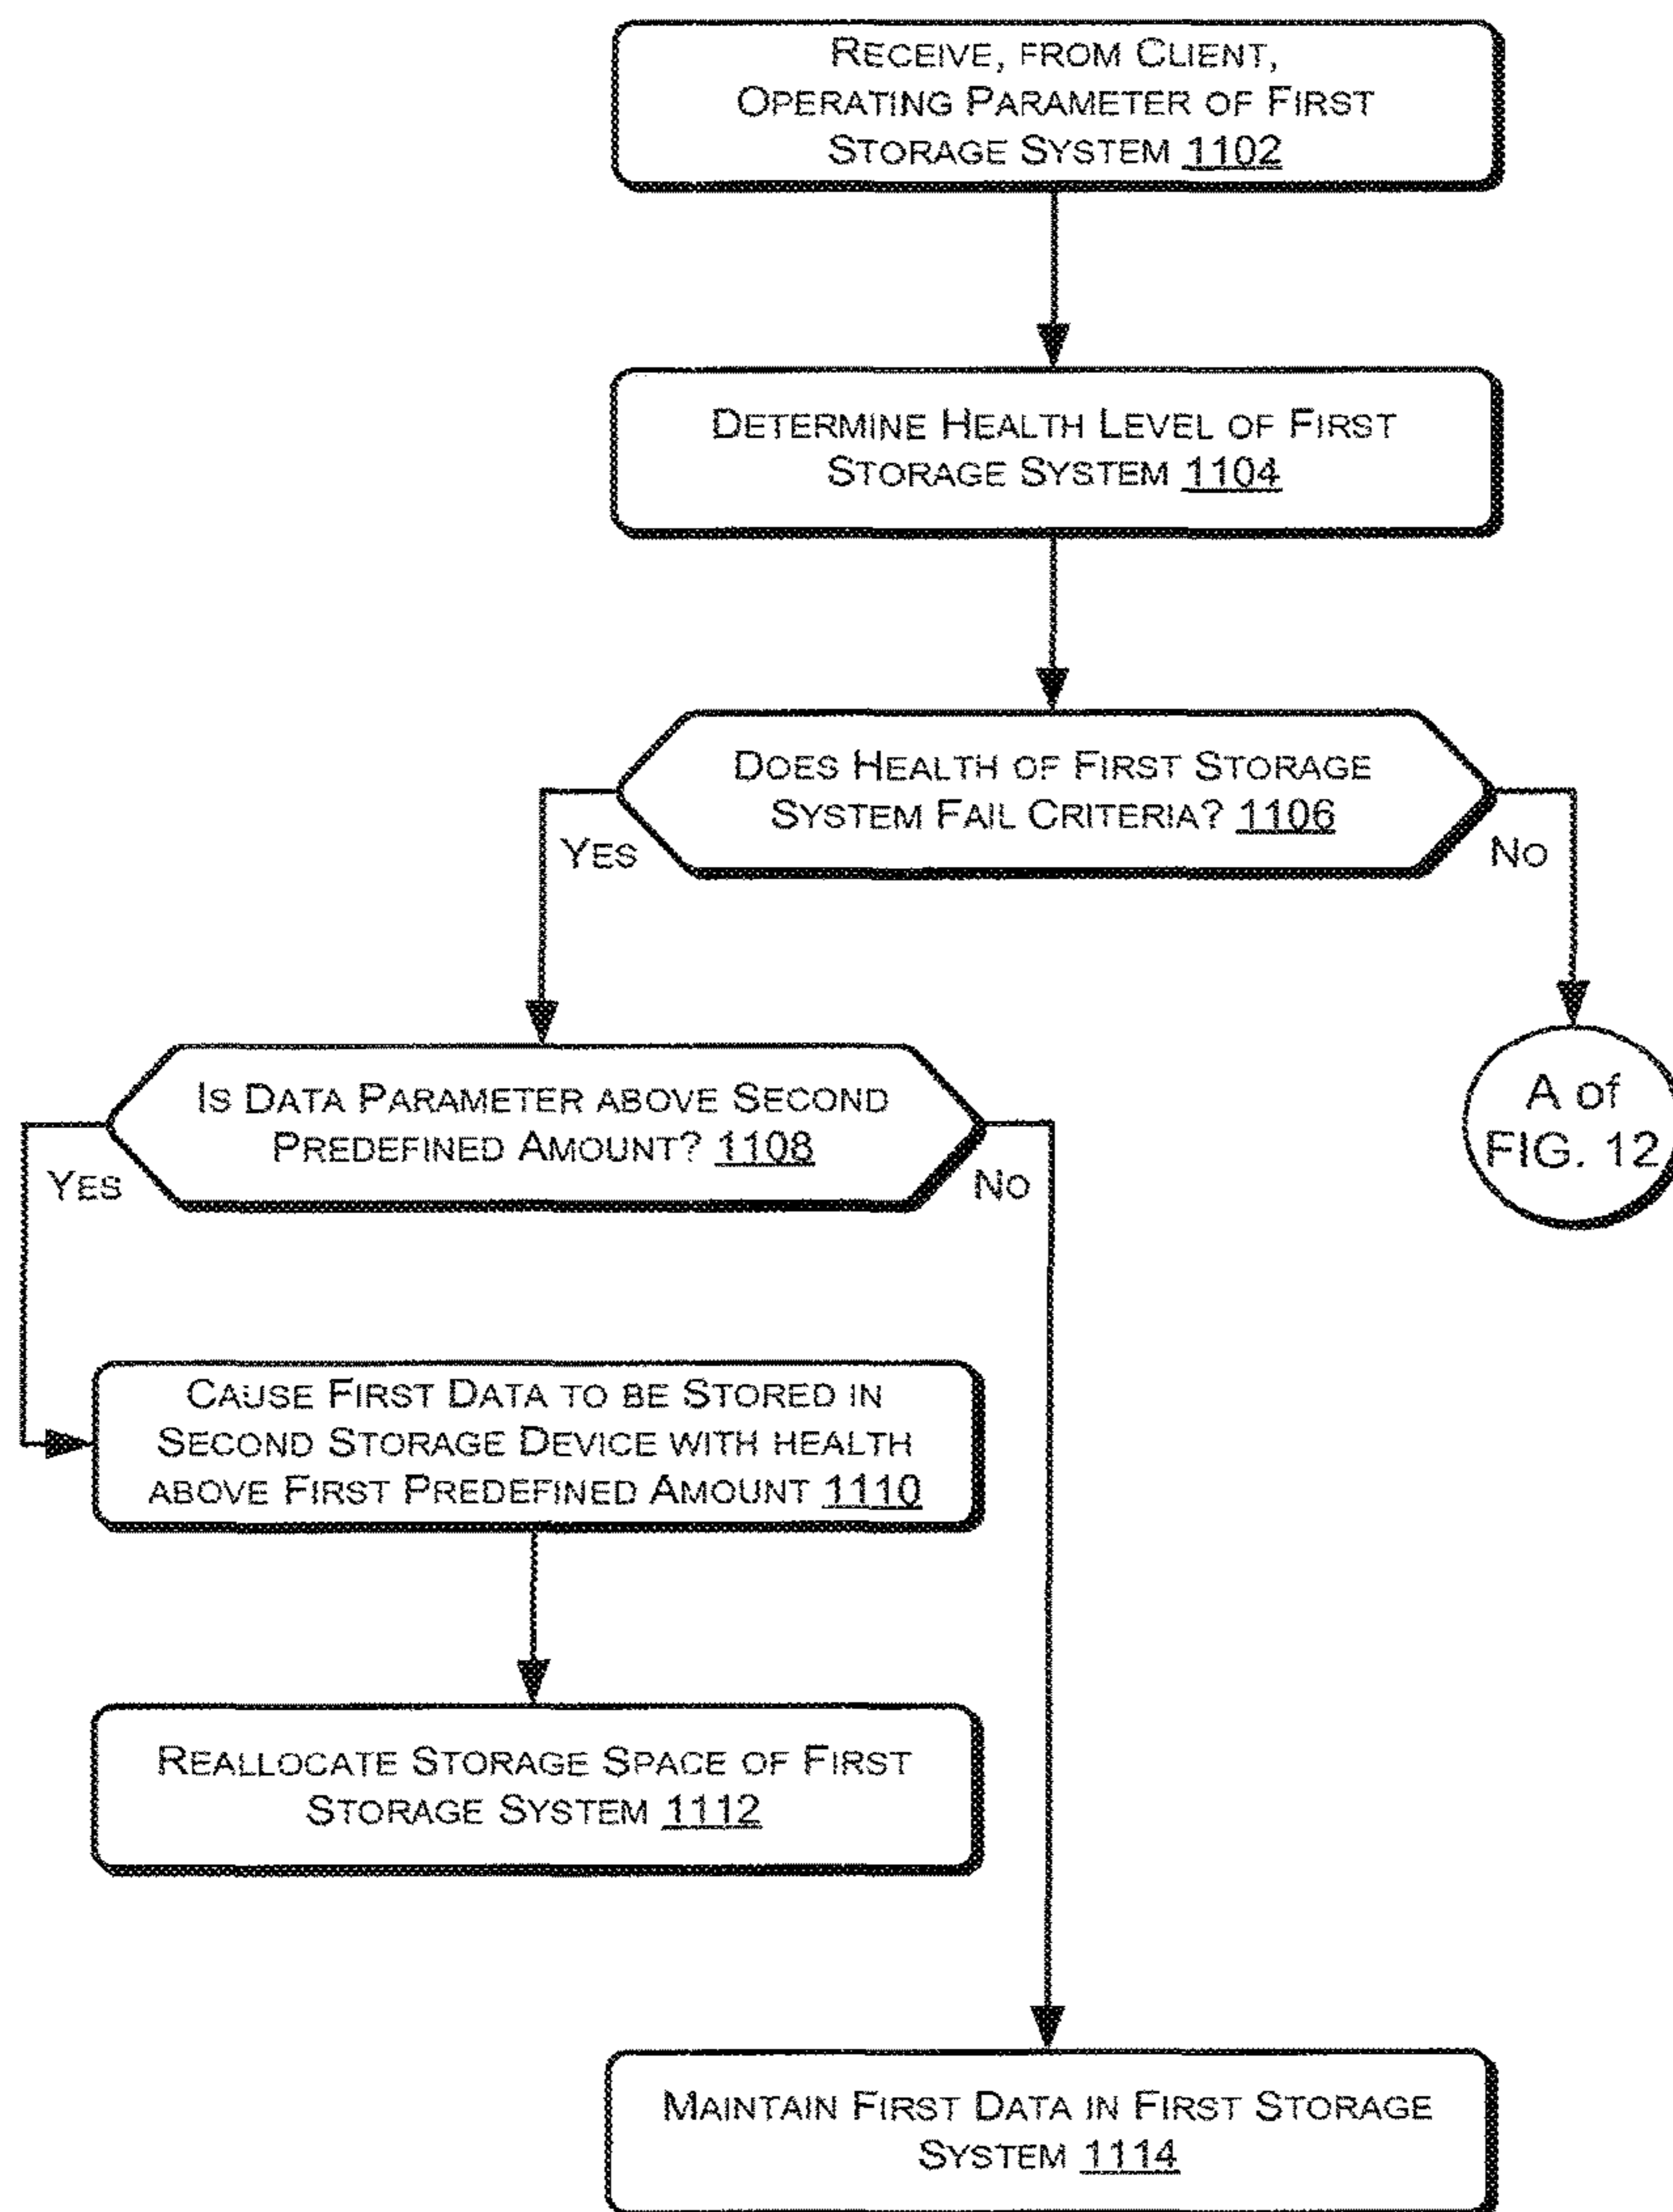 RECEIVE, FROM CLIENT,
OPERATING PARAMETER OF FIRST
STORAGE SYSTEM 1102
DETERMINE HEALTH LEVEL OF FIRST
STORAGE SYSTEM 1104
DOES HEALTH OF FIRST STORAGE
SYSTEM FAIL CRITERIA? 1106
YES
NO
IS DATA PARAMETER ABOVE SECOND
PREDEFINED AMOUNT? 1108
A of
FIG. 12
YES
NO
CAUSE FIRST DATA TO BE STORED IN
SECOND STORAGE DEVICE WITH HEALTH
ABOVE FIRST PREDEFINED AMOUNT 1110
REALLOCATE STORAGE SPACE OF FIRST
STORAGE SYSTEM 1112
MAINTAIN FIRST DATA IN FIRST STORAGE
SYSTEM 1114